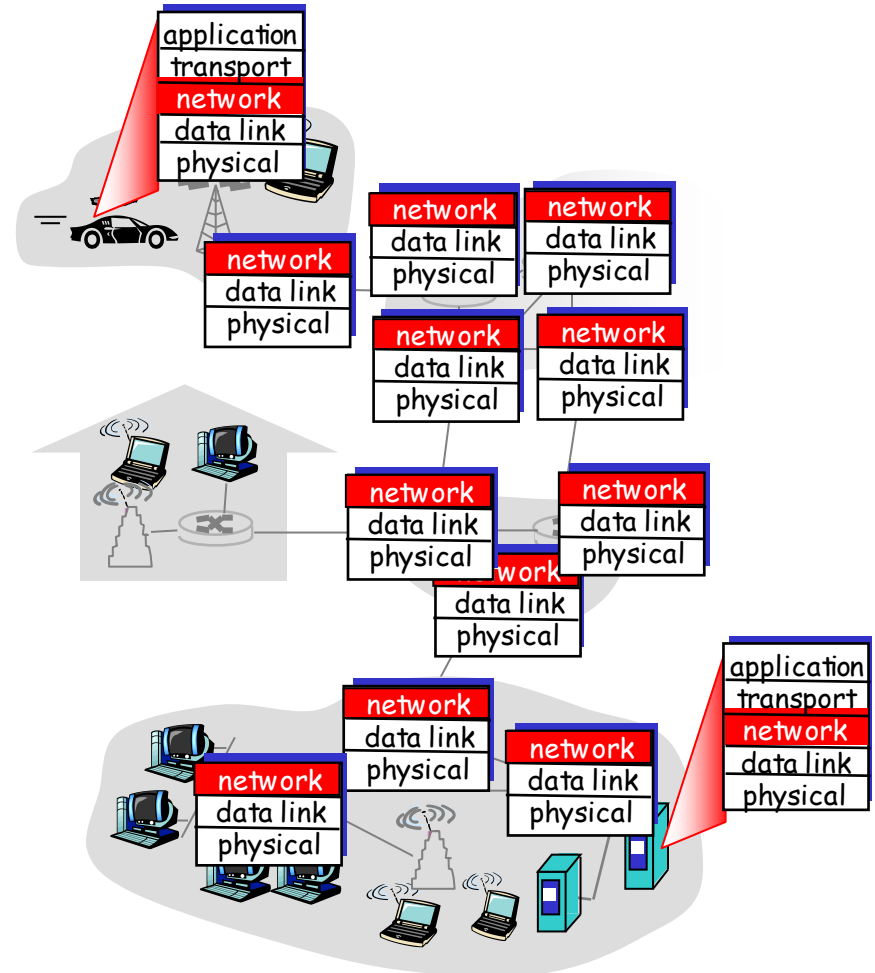 application
transport
network
data link
physical
network
data link
physical
network
data link
physical
network
data link
physical
network
data link
physical
network
data link
physical
network
data link
physical
network
data link
physical
network
data link
physical
network
data link
physical
network
data link
physical
network
data link
physical
application
transport
network
data link
physical